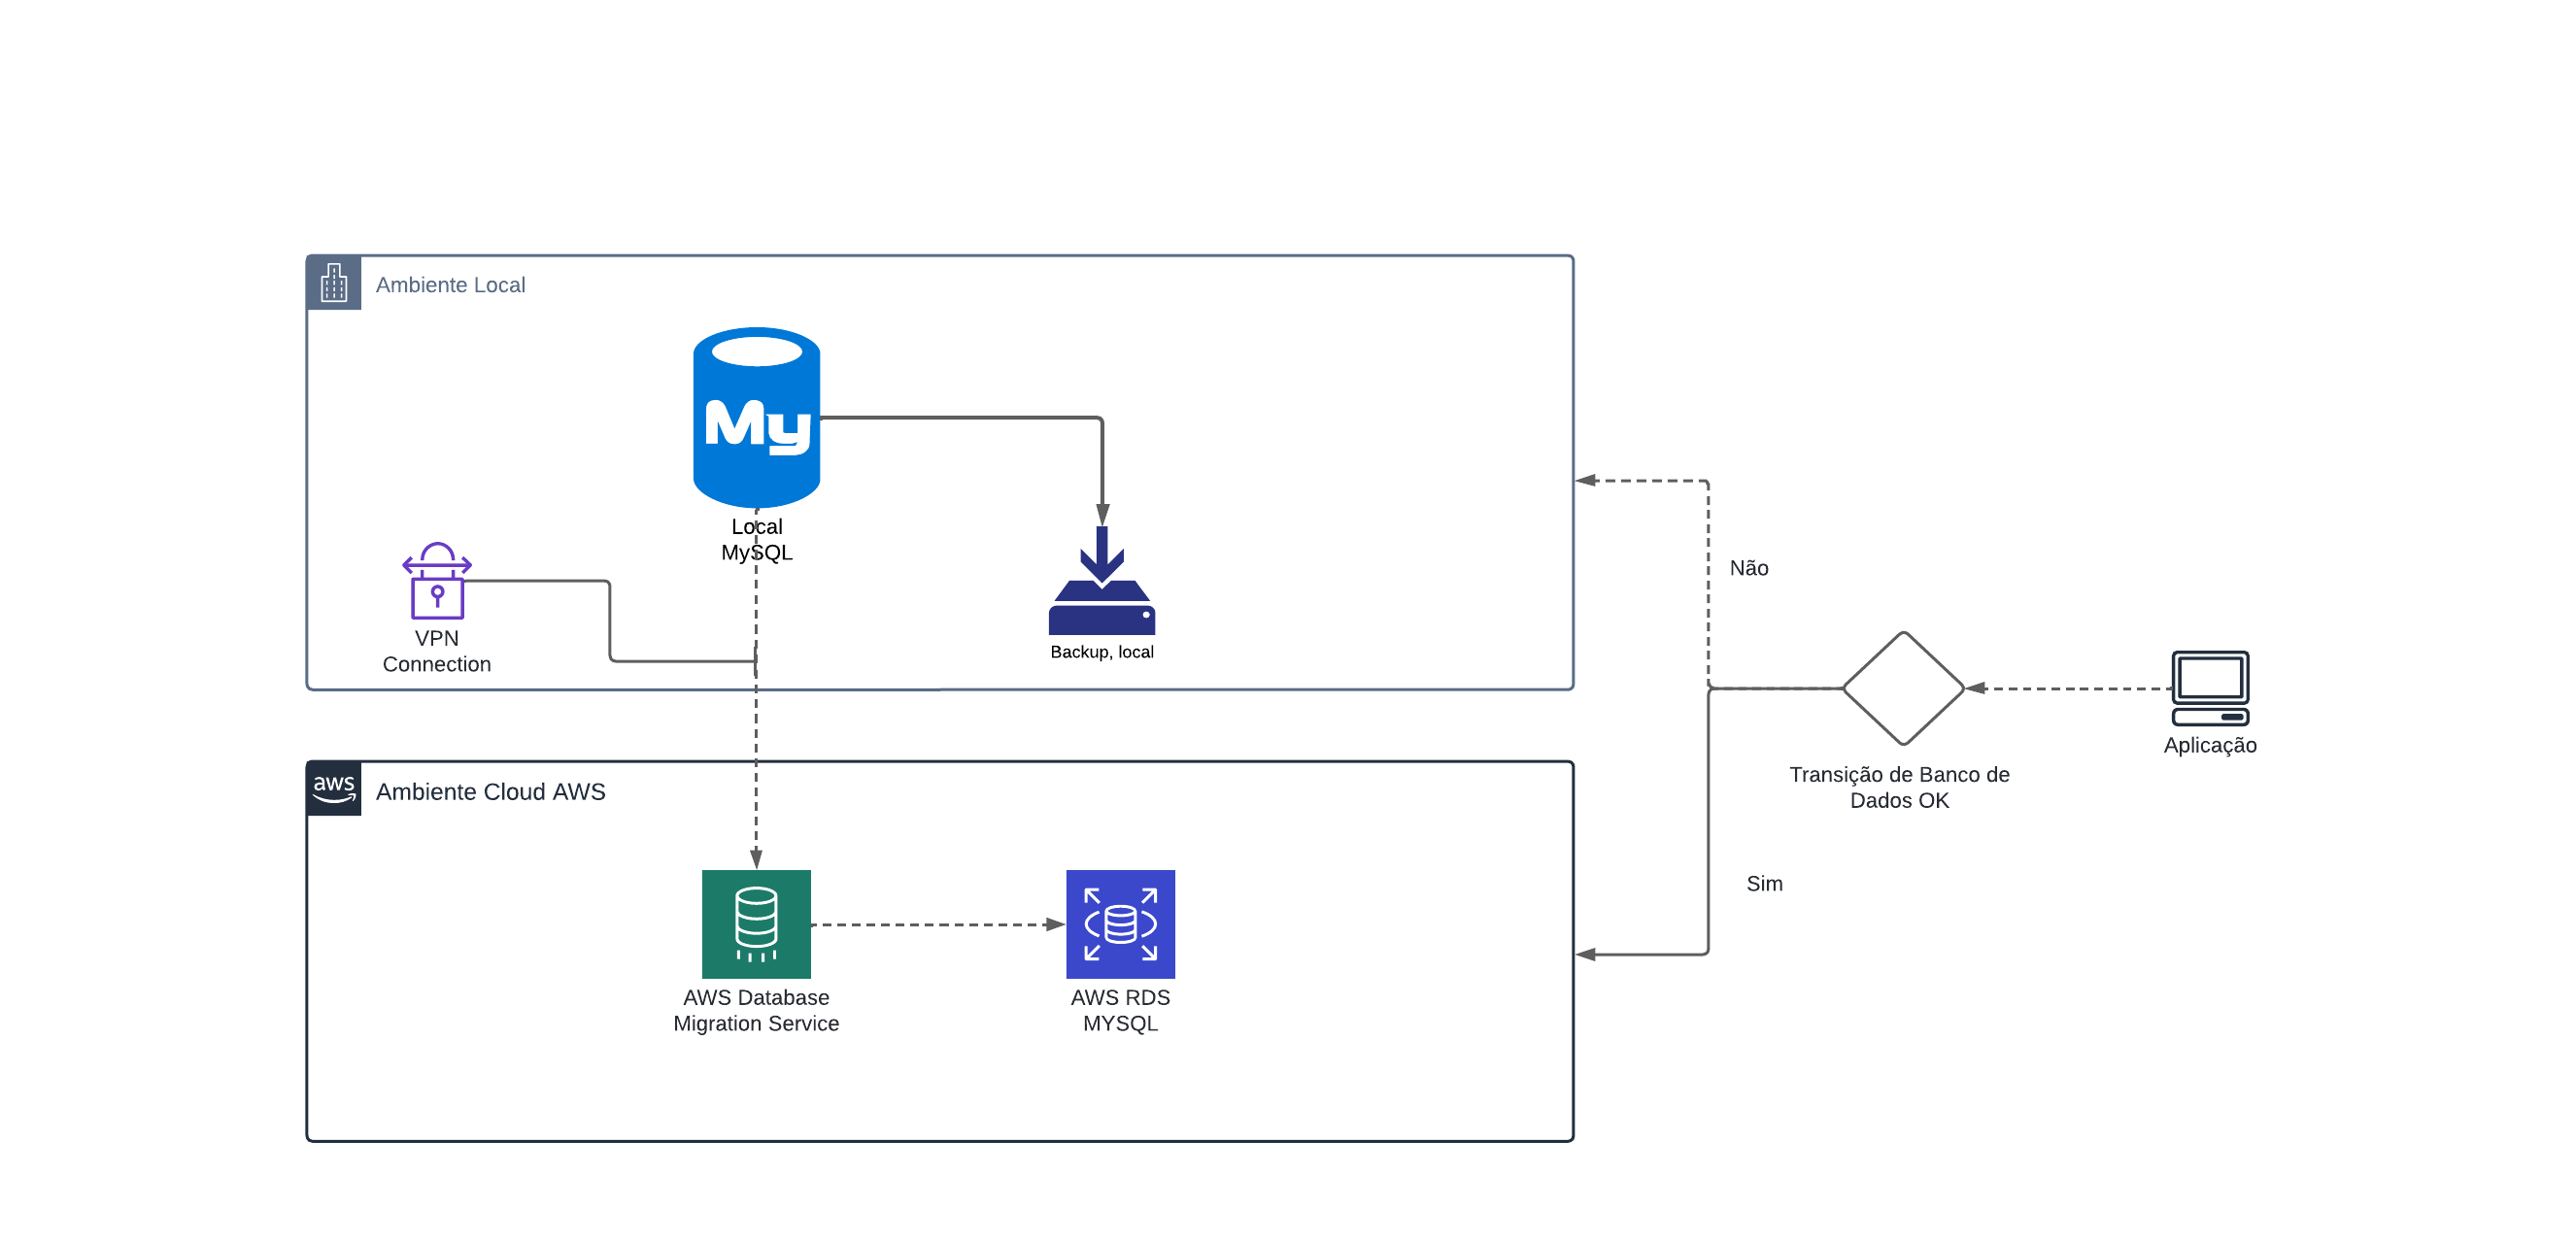 Ambiente Local
My
Local
MySQL
VPN
Connection
Backup, local
Não
Transição de Banco de
Dados OK
Aplicação
aws
Ambiente Cloud AWS
Sim
AWS Database
Migration Service
AWS RDS
MYSQL